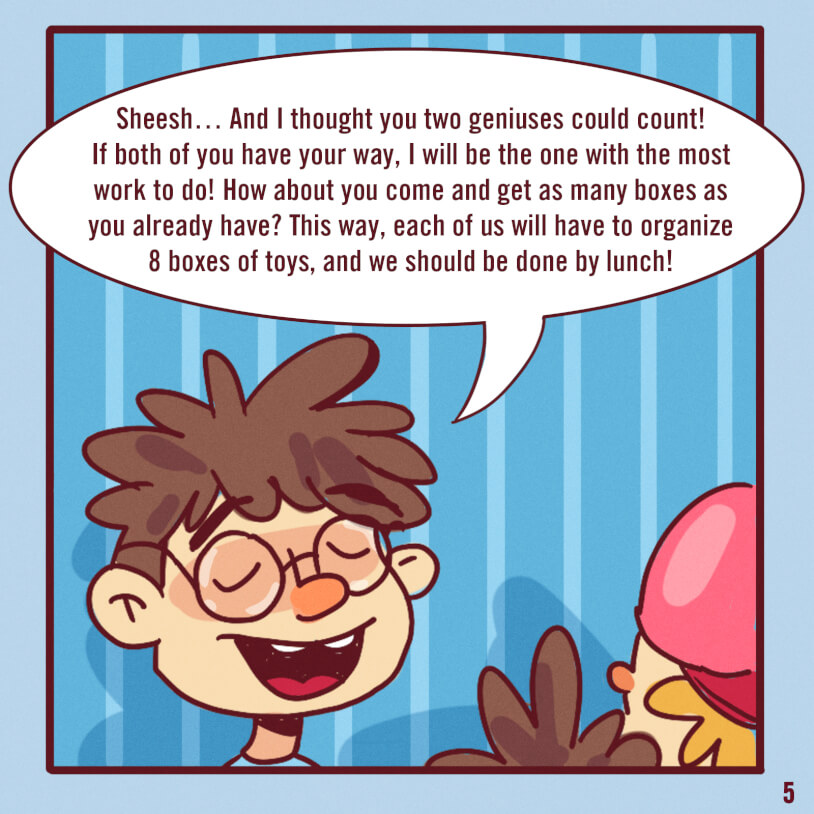 Sheesh... And I thought you two geniuses could count!
If both of you have your way, I will be the one with the most
work to do! How about you come and get as many boxes as
you already have? This way, each of us will have to organize
8 boxes of toys, and we should be done by lunch!
5